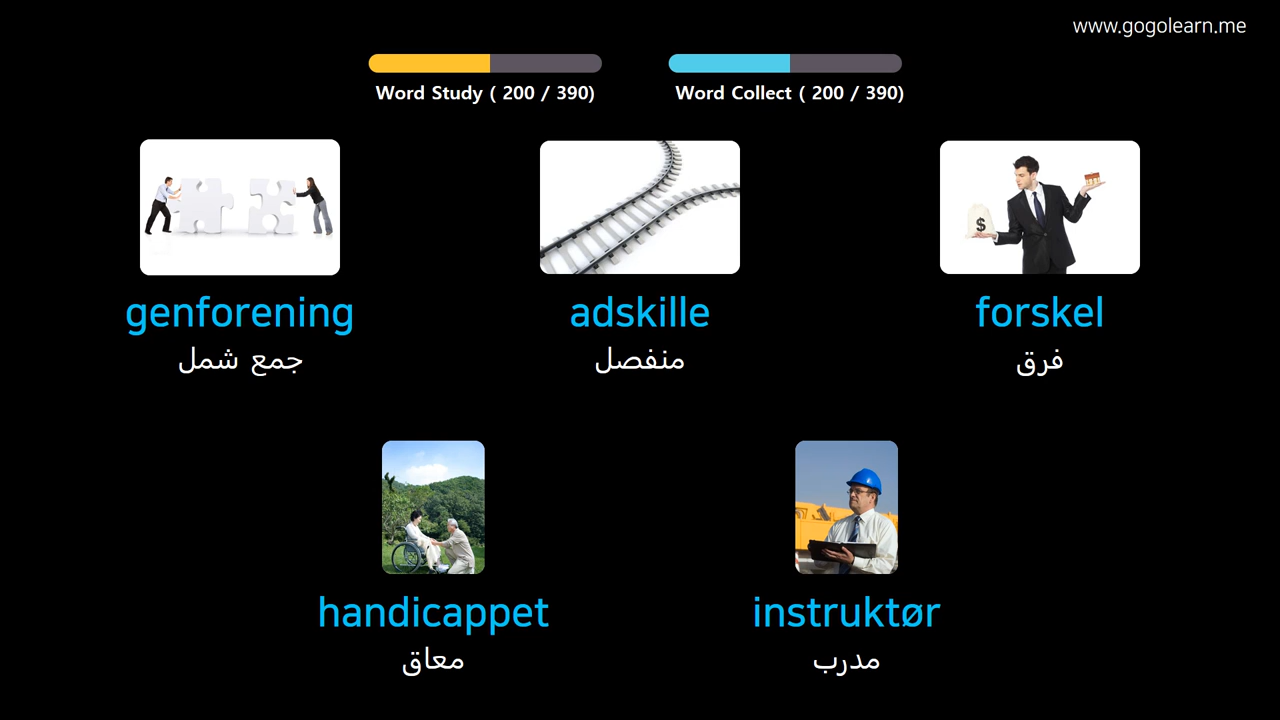 www.gogolearn.me
Word Study ( 200 / 390)
Word Collect ( 200 / 390)
genforening
adskille
forskel
جمع شمل
منفصل
فرق
handicappet
instruktør
معاق
مدرب